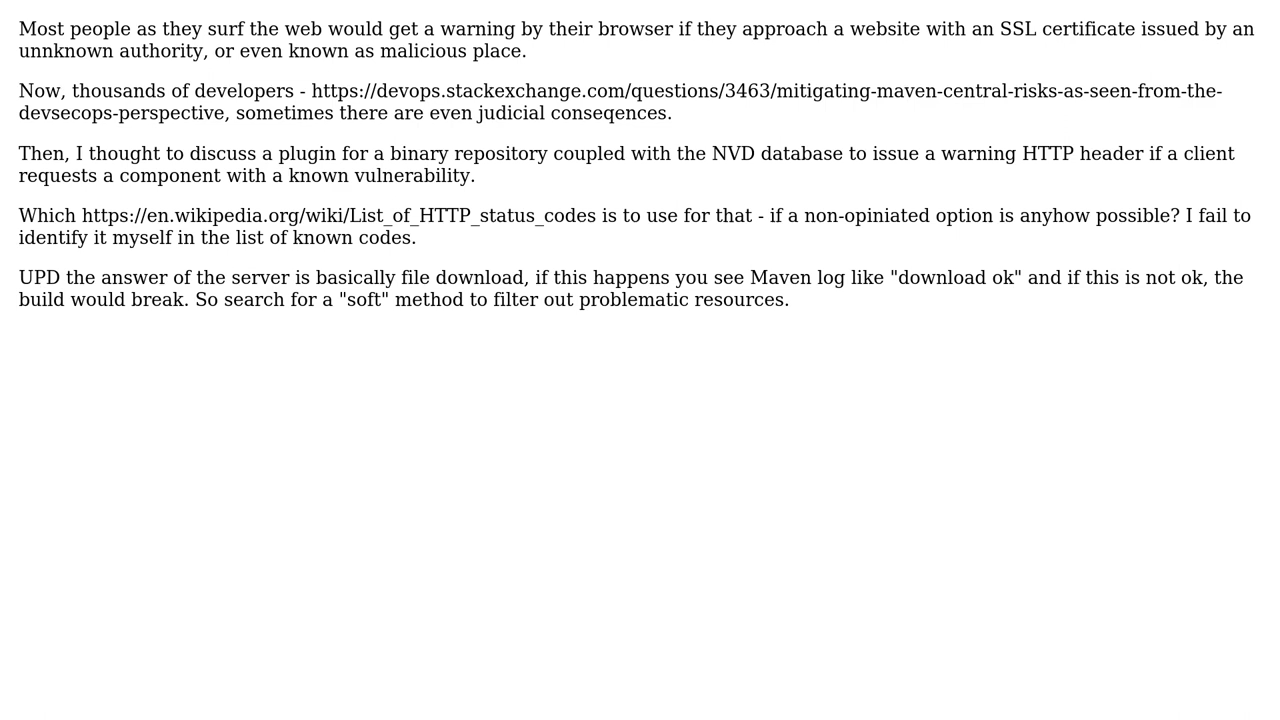 Most people as they surf the web would get a warning by their browser if they approach a website with an SSL certificate issued by an
unnknown authority, or even known as malicious place.
Now, thousands of developers - https://devops.stackexchange.com/questions/3463/mitigating-maven-central-risks-as-seen-from-the-
devsecops-perspective, sometimes there are even judicial conseqences.
Then, I thought to discuss a plugin for a binary repository coupled with the NVD database to issue a warning HTTP header if a client
requests a component with a known vulnerability.
Which https://en.wikipedia.org/wiki/List_of_HTTP_status_codes is to use for that - if a non-opiniated option is anyhow possible? I fail to
identify it myself in the list of known codes.
UPD the answer of the server is basically file download, if this happens you see Maven log like "download ok" and if this is not ok, the
build would break. So search for a "soft" method to filter out problematic resources.